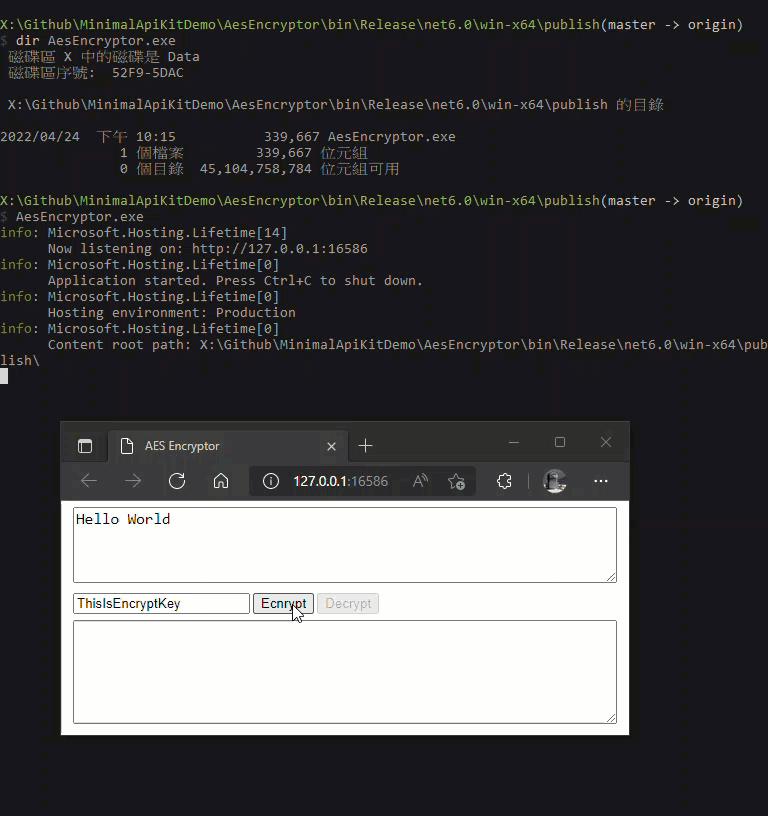 X:\Github\MinimalApiKitDemo\AesEncryptor\bin\Release\net6.0\win-x64\publish(master -> origin)
$ dir AesEncryptor.exe
磁碟區 X 中的磁碟是 Data
磁碟區序號:  52F9-5DAC
X:\Github\MinimalApiKitDemo\AesEncryptor\bin\Release\net6.0\win-x64\publish 的目錄
2022/04/24  下午 10:15           339,667 AesEncryptor.exe
1 個檔案         339,667 位元組
0 個目錄  45,104,758,784 位元組可用
X:\Github\MinimalApiKitDemo\AesEncryptor\bin\Release\net6.0\win-x64\publish(master -> origin)
$ AesEncryptor.exe
info: Microsoft.Hosting.Lifetime[14]
Now listening on: http://127.0.0.1:16586
info: Microsoft.Hosting.Lifetime[0]
Application started. Press Ctrl+C to shut down.
info: Microsoft.Hosting.Lifetime[0]
Hosting environment: Production
info: Microsoft.Hosting.Lifetime[0]
Content root path: X:\Github\MinimalApiKitDemo\AesEncryptor\bin\Release\net6.0\win-x64\pub
lish\
AES Encryptor
127.0.0.1:16586
Hello World
ThisIsEncryptKey Ecnrypt Decrypt